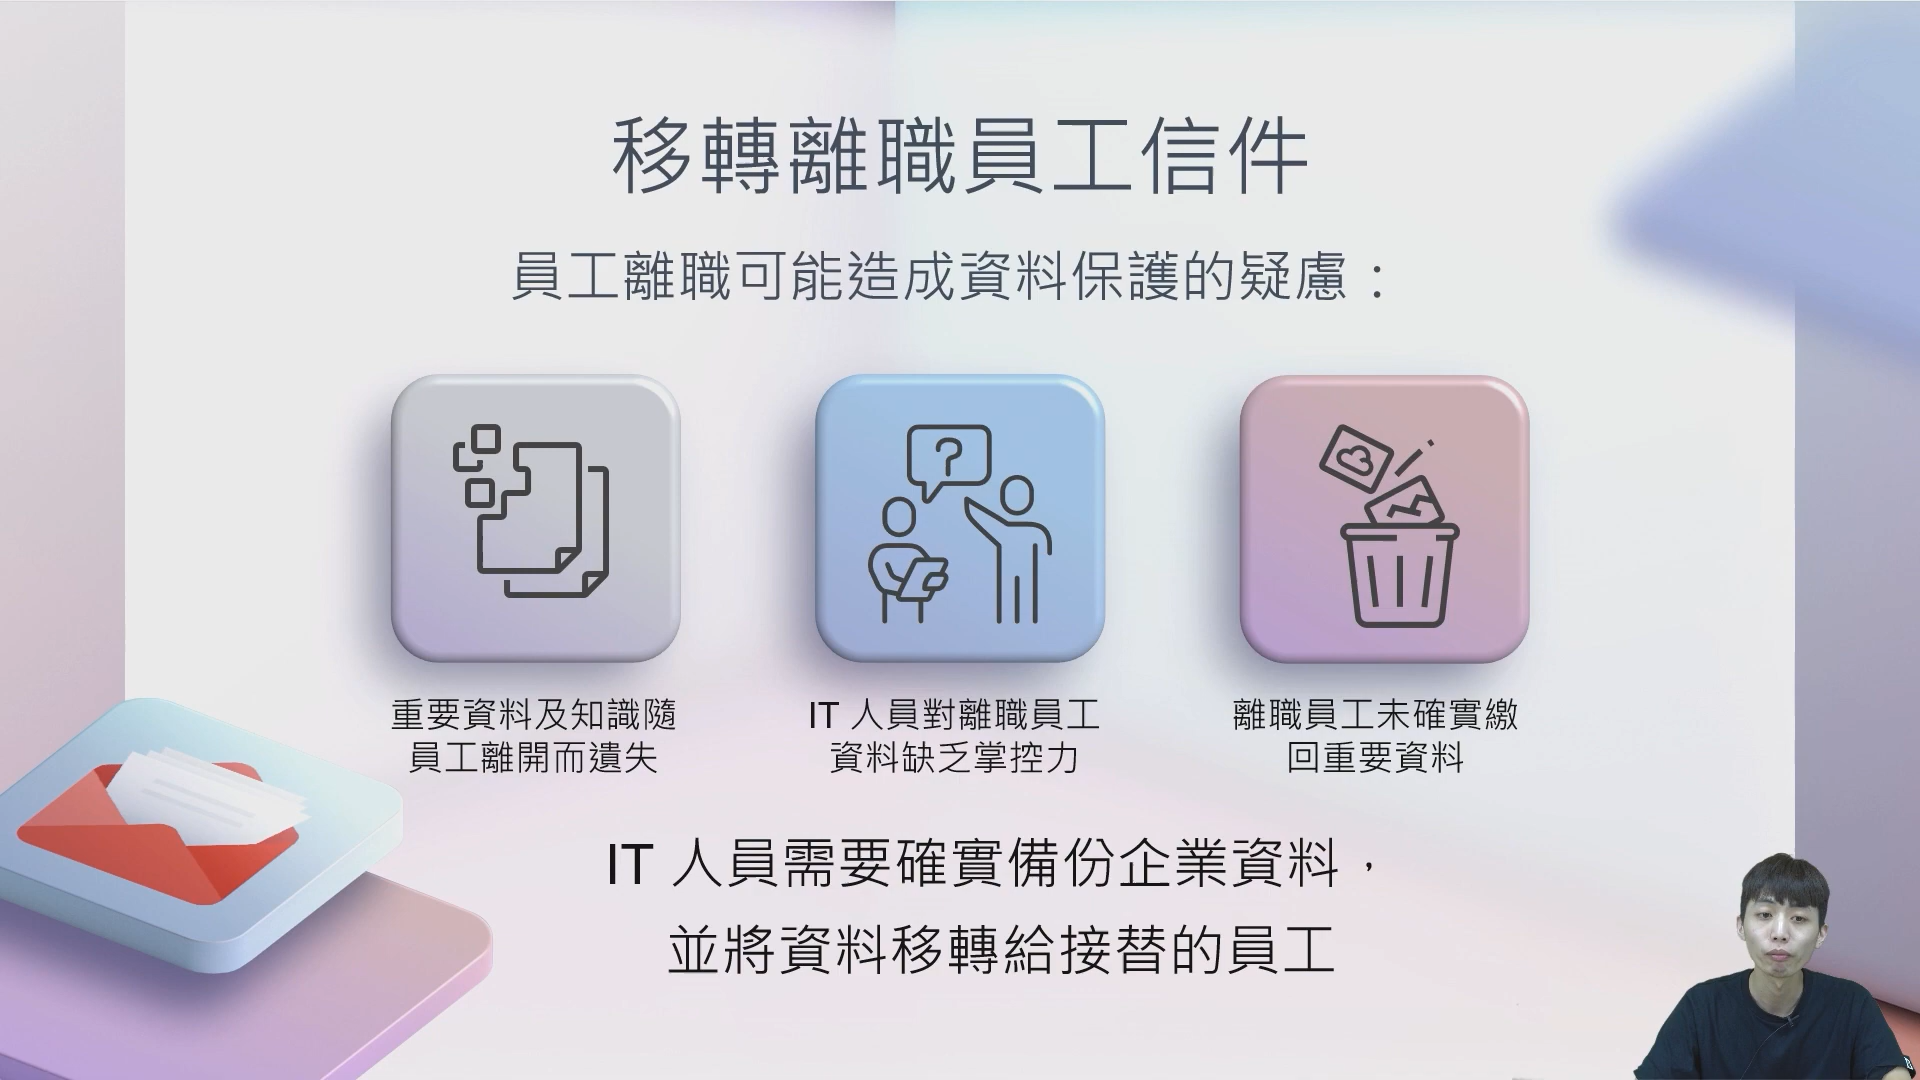 移轉離職員工信件
員工離職可能造成資料保護的疑慮：
重要資料及知識隨
員工離開而遺失
IT 人員對離職員工
資料缺乏掌控力
離職員工未確實繳
回重要資料
IT 人員需要確實備份企業資料，
並將資料移轉給接替的員工